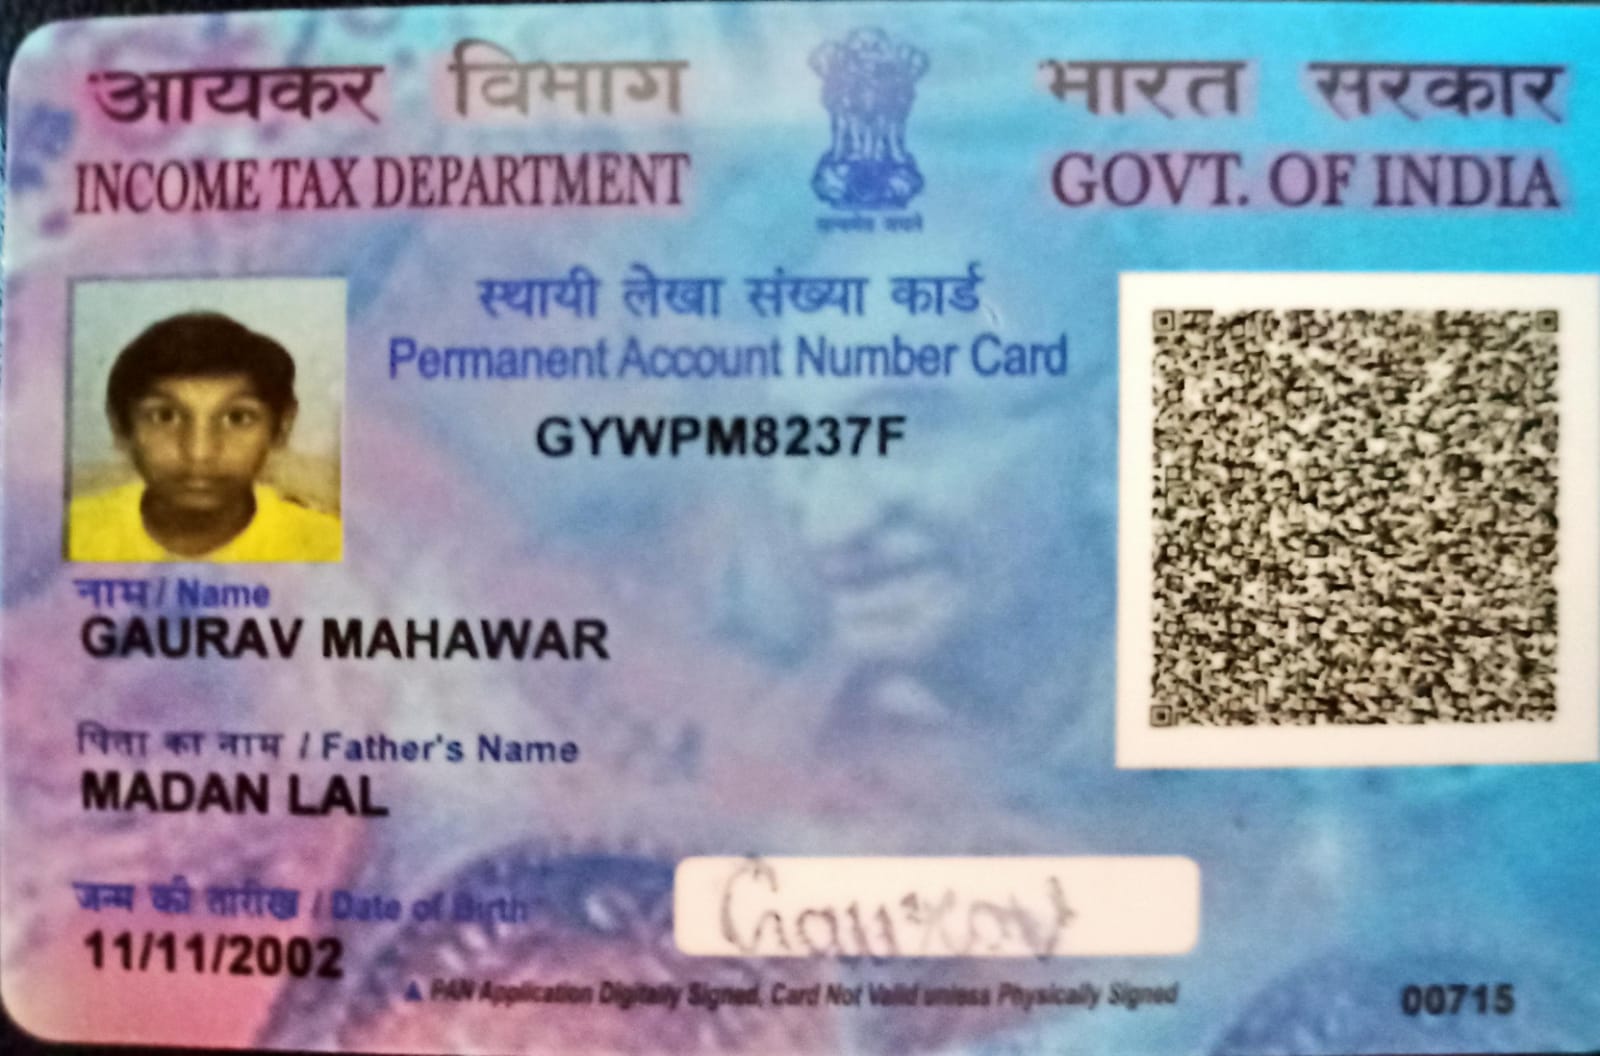 आयकर विभाग
INCOME TAX DEPARTMENT
भारत सरकार
GOVT. OF INDIA
सत्यमेव जयते
स्थायी लेखा संख्या कार्ड
Permanent Account Number Card
GYWPM8237F
नाम / Name
GAURAV MAHAWAR
पिता का नाम / Father's Name
MADAN LAL
जन्म की तारीख / Date of Birth
11/11/2002
Gaurav
PAN Application Digitally Signed, Card Not Valid unless Physically Signed
00715